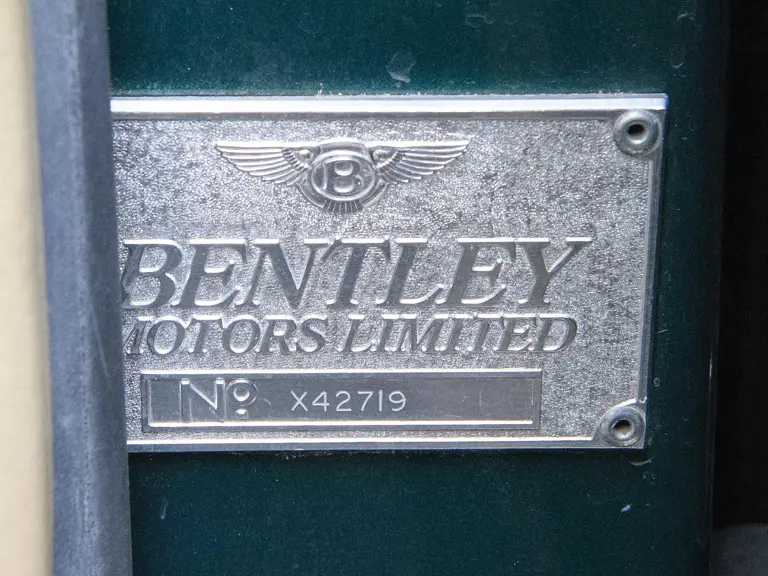 B
BENTLEY
MOTORS LIMITED
No X42719